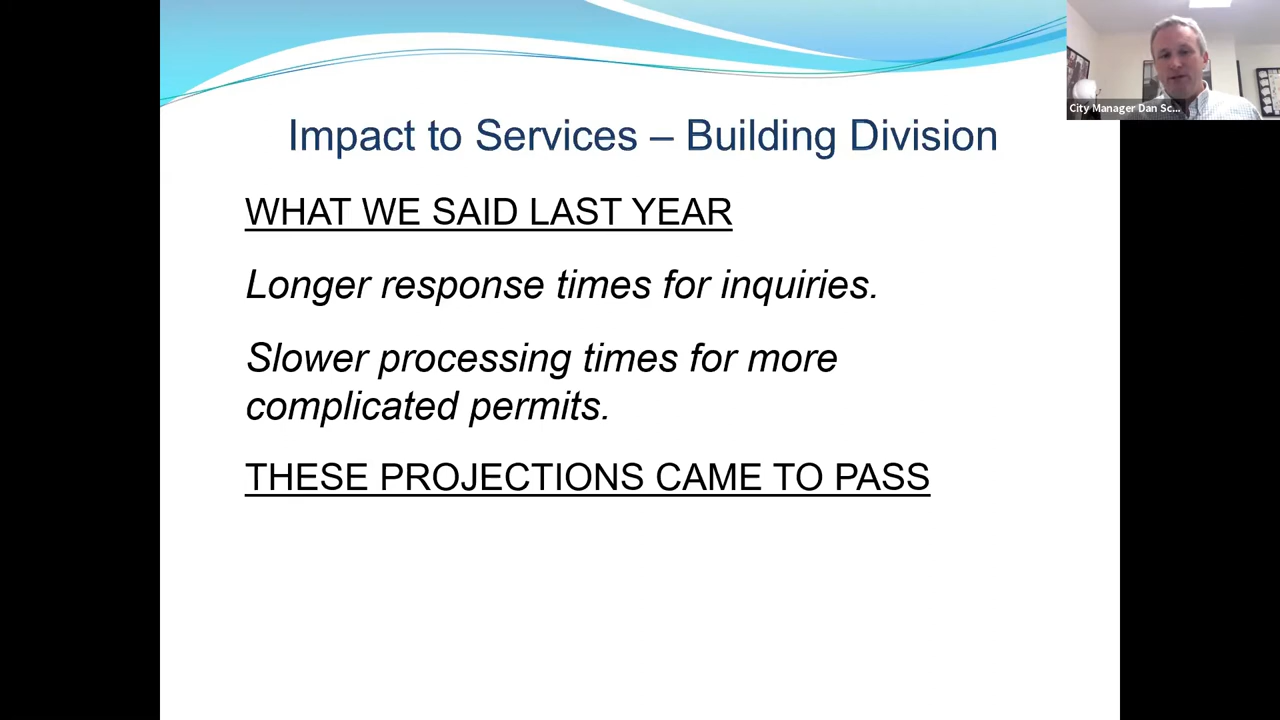 City Manager Dan Sc...
Impact to Services – Building Division
WHAT WE SAID LAST YEAR
Longer response times for inquiries.
Slower processing times for more
complicated permits.
THESE PROJECTIONS CAME TO PASS